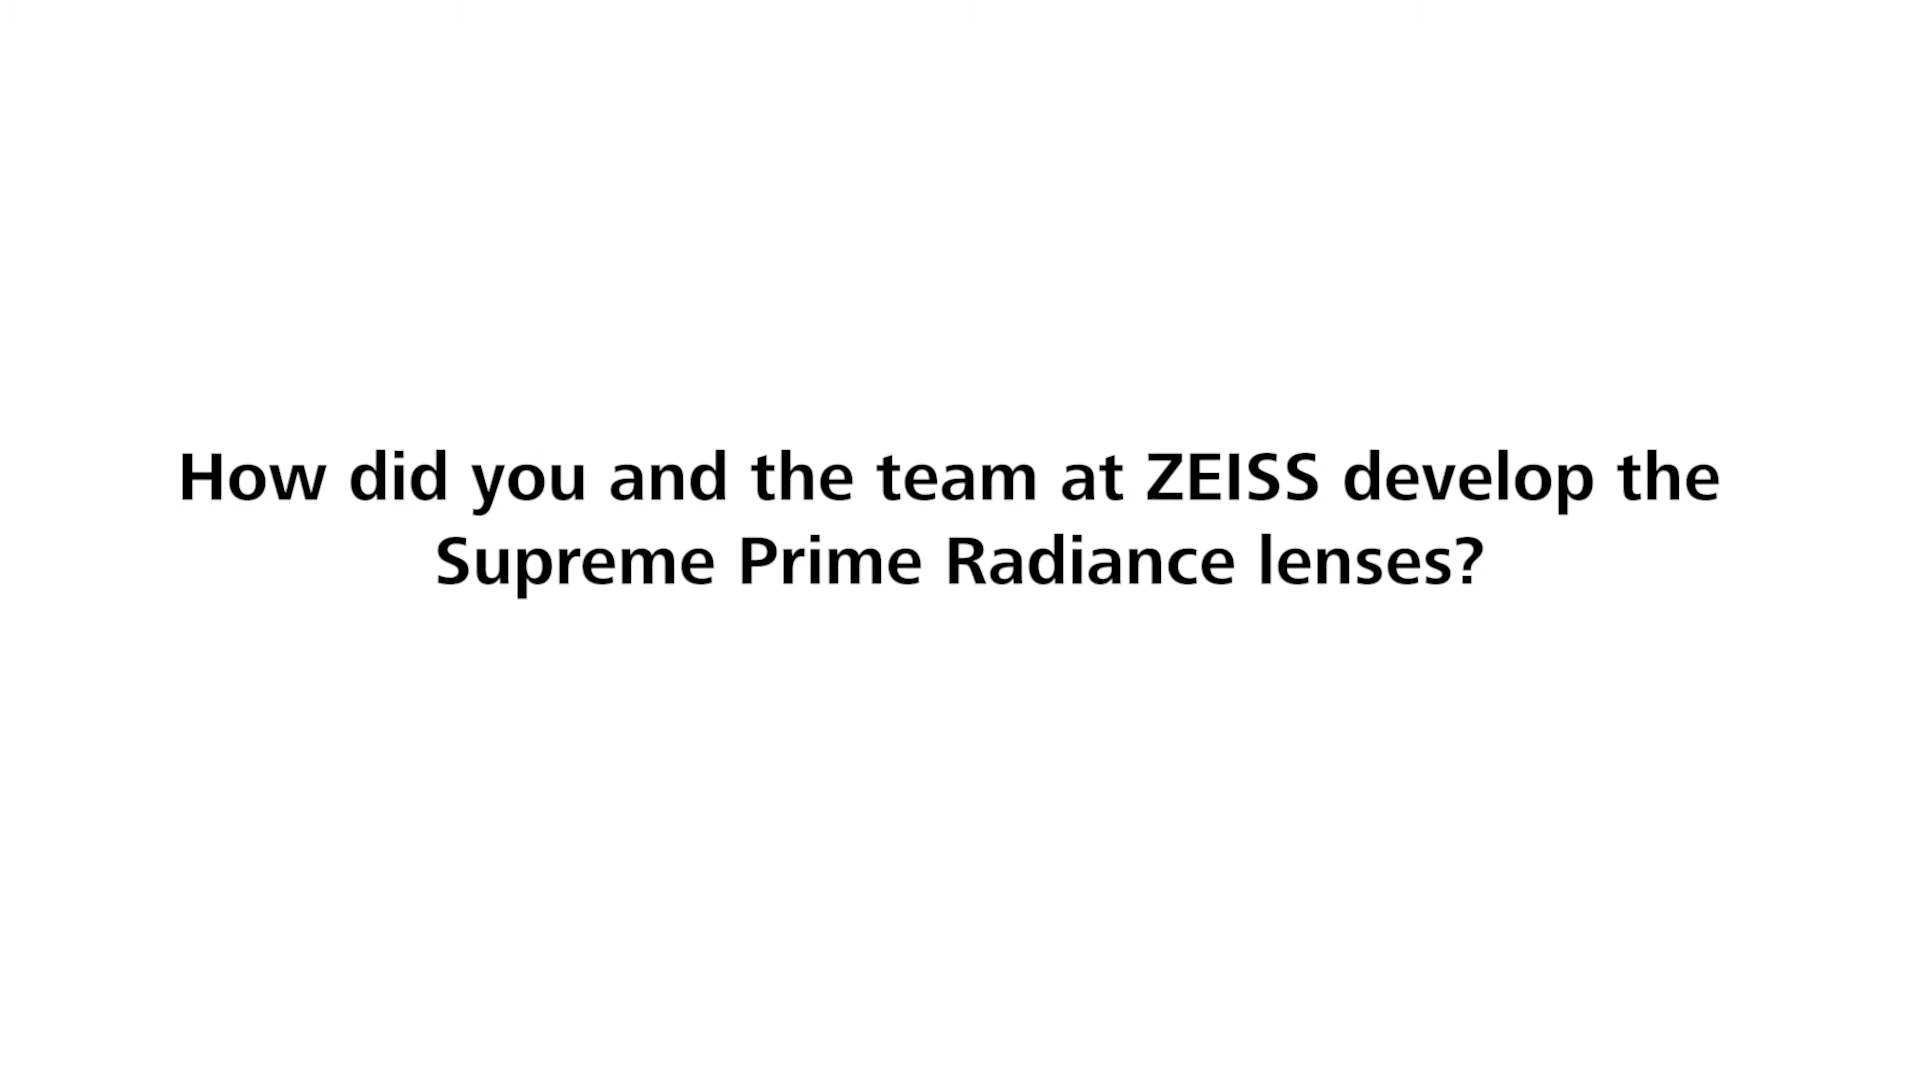 How did you and the team at ZEISS develop the
Supreme Prime Radiance lenses?